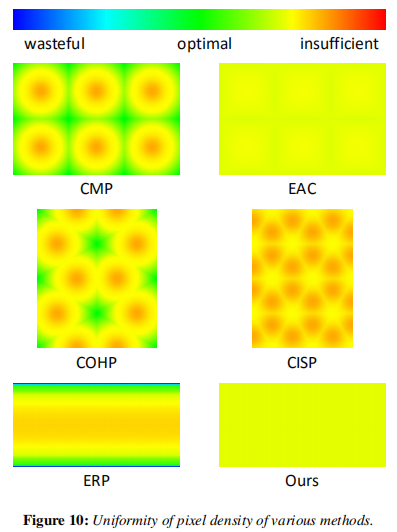 wasteful optimal insufficient
CMP EAC
COHP CISP
ERP Ours
Figure 10: Uniformity of pixel density of various methods.